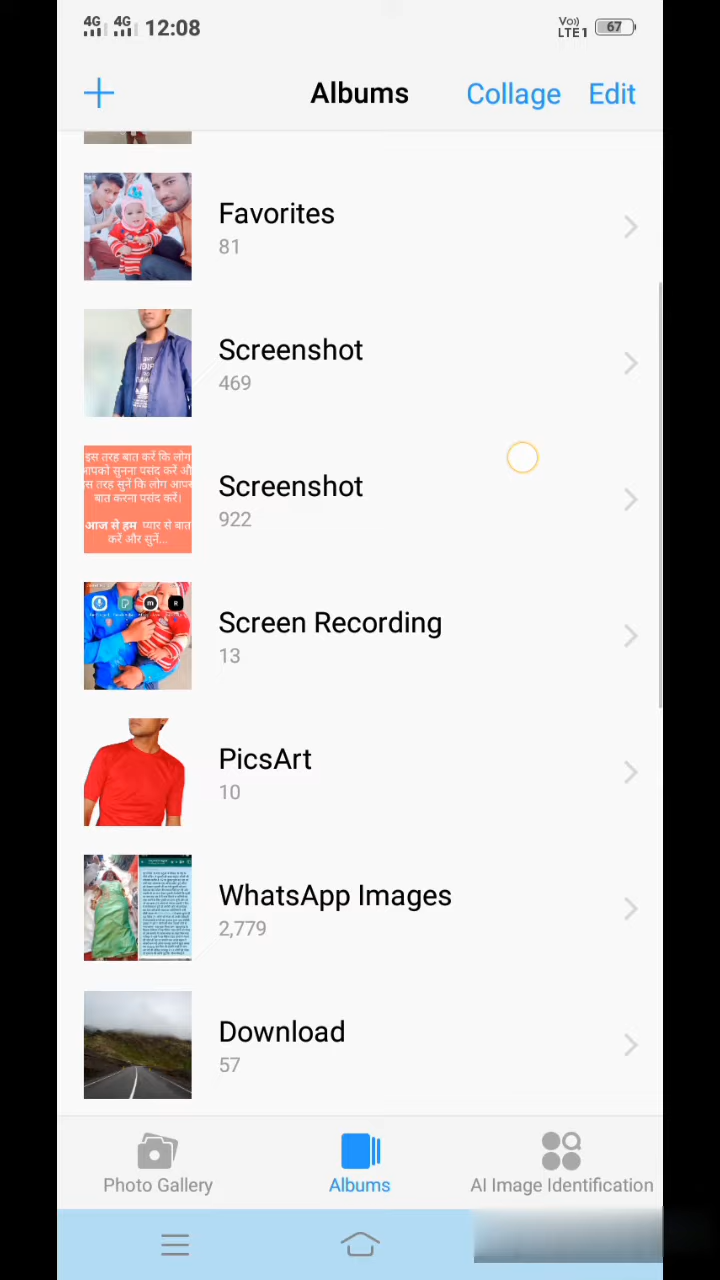 4G 4G 12:08 Vo)) LTE1 67
Albums Collage Edit
Favorites
81
Screenshot
469
इस तरह बात करें कि लोग
आपको सुनना पसंद करें और
स तरह सुनें कि लोग आपसे
बात करना पसंद करें।
आज से हम प्यार से बात
करें और सुनें...
Screenshot
922
Screen Recording
13
PicsArt
10
WhatsApp Images
2,779
Download
57
Photo Gallery Albums AI Image Identification